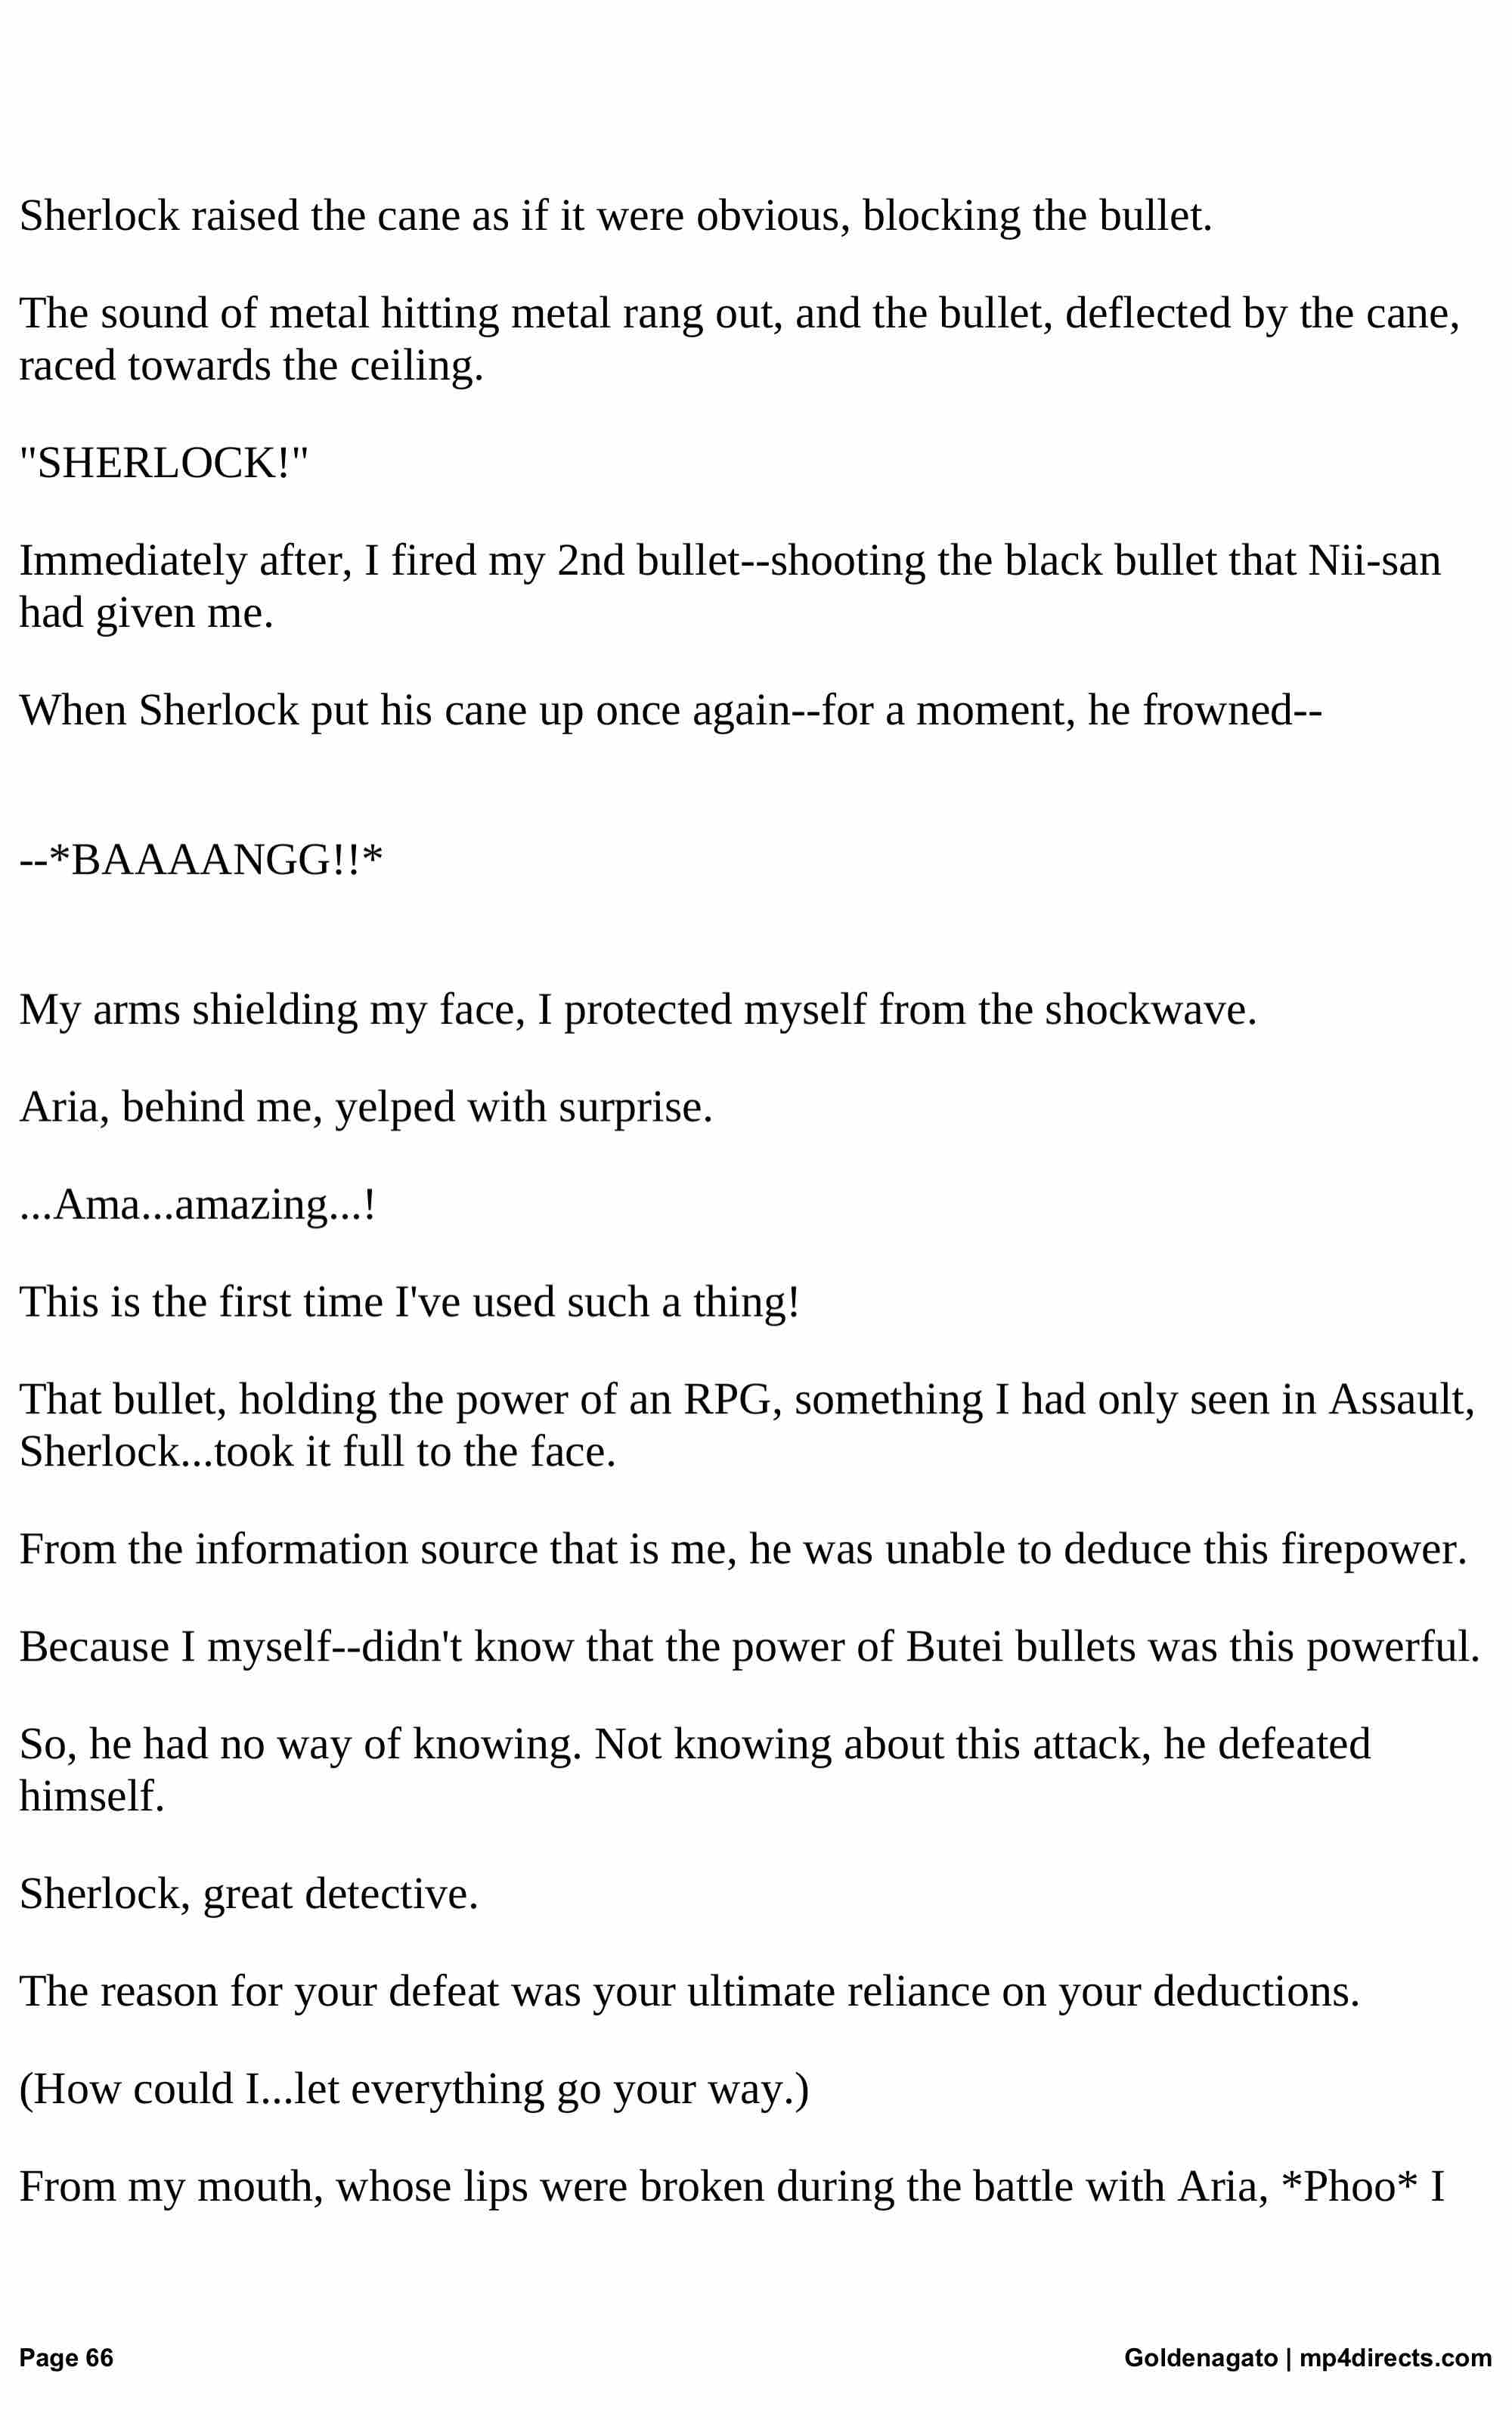 Sherlock raised the cane as if it were obvious, blocking the bullet.
The sound of metal hitting metal rang out, and the bullet, deflected by the cane,
raced towards the ceiling.
"SHERLOCK!"
Immediately after, I fired my 2nd bullet--shooting the black bullet that Nii-san
had given me.
When Sherlock put his cane up once again--for a moment, he frowned--
--*BAAAANGG!!*
My arms shielding my face, I protected myself from the shockwave.
Aria, behind me, yelped with surprise.
...Ama...amazing...!
This is the first time I've used such a thing!
That bullet, holding the power of an RPG, something I had only seen in Assault,
Sherlock...took it full to the face.
From the information source that is me, he was unable to deduce this firepower.
Because I myself--didn't know that the power of Butei bullets was this powerful.
So, he had no way of knowing. Not knowing about this attack, he defeated
himself.
Sherlock, great detective.
The reason for your defeat was your ultimate reliance on your deductions.
(How could I...let everything go your way.)
From my mouth, whose lips were broken during the battle with Aria, *Phoo* I
Page 66
Goldenagato | mp4directs.com